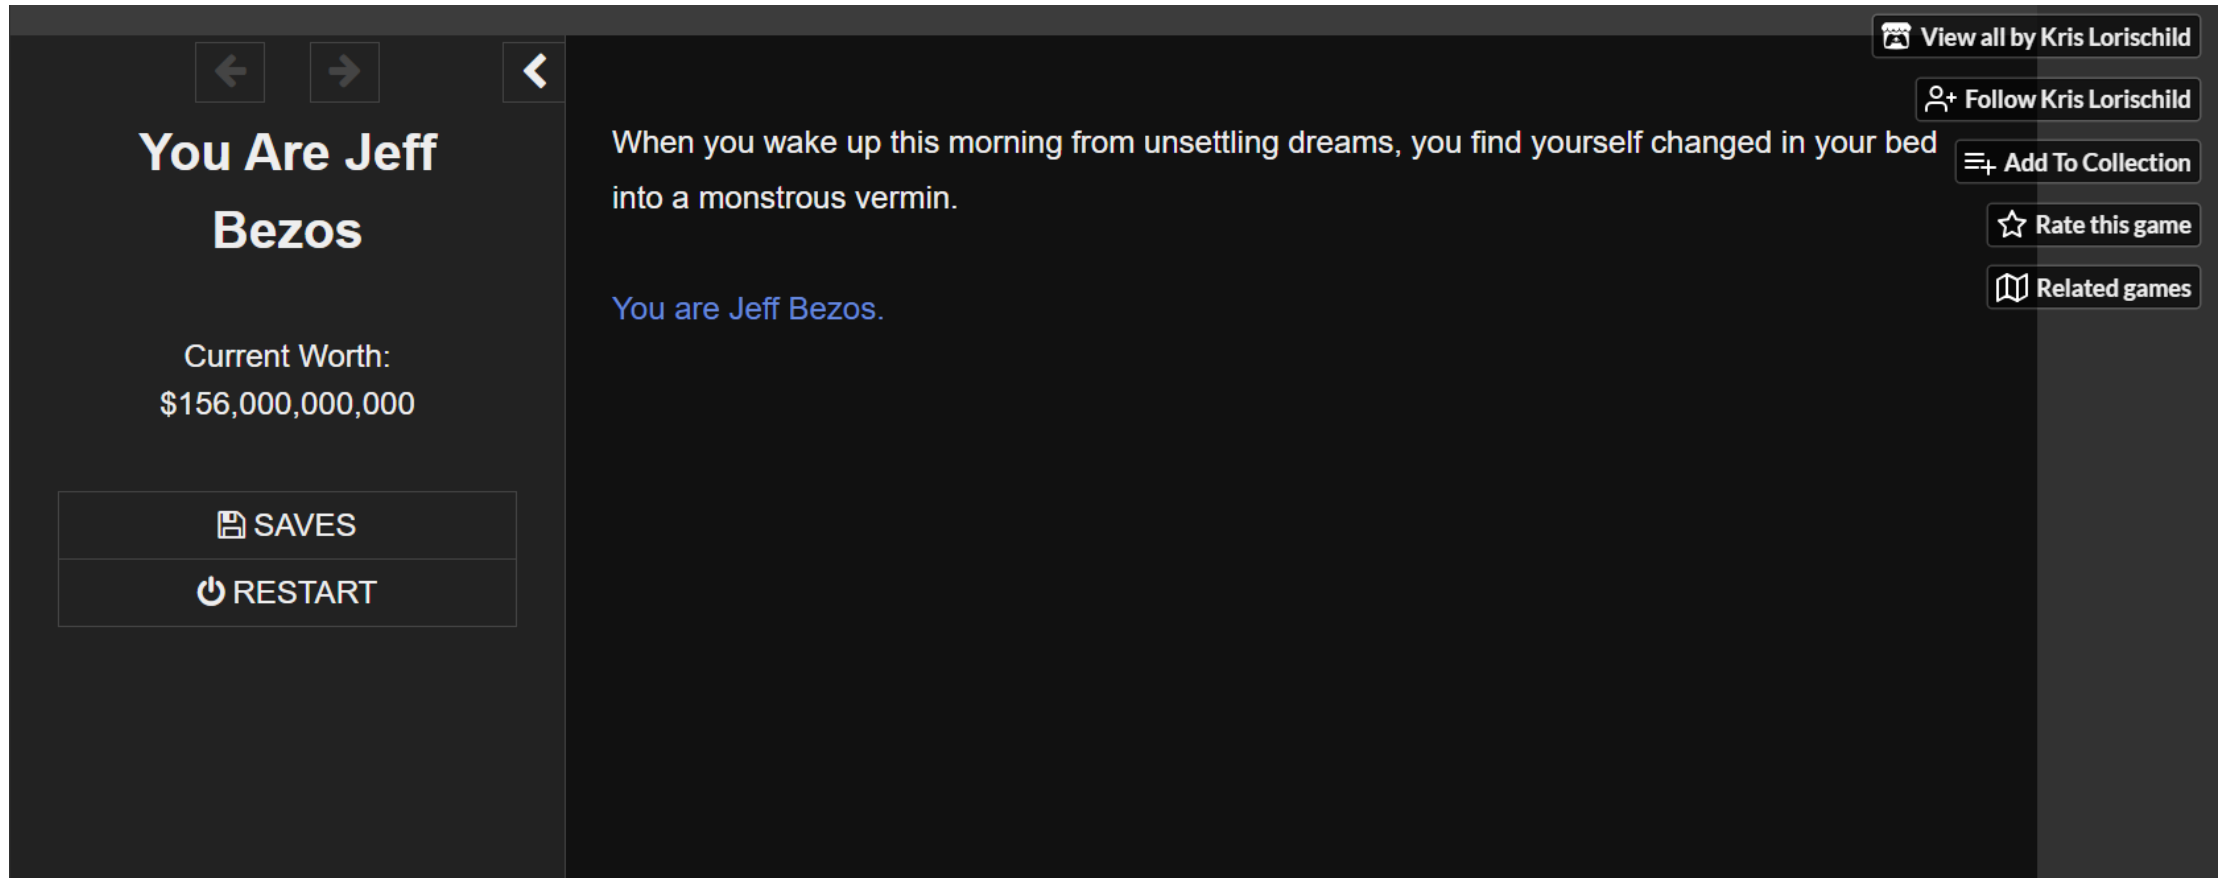 You Are Jeff
Bezos
Current Worth:
$156,000,000,000
SAVES
RESTART
When you wake up this morning from unsettling dreams, you find yourself changed in your bed
into a monstrous vermin.
You are Jeff Bezos.
View all by Kris Lorischild
Follow Kris Lorischild
Add To Collection
Rate this game
Related games